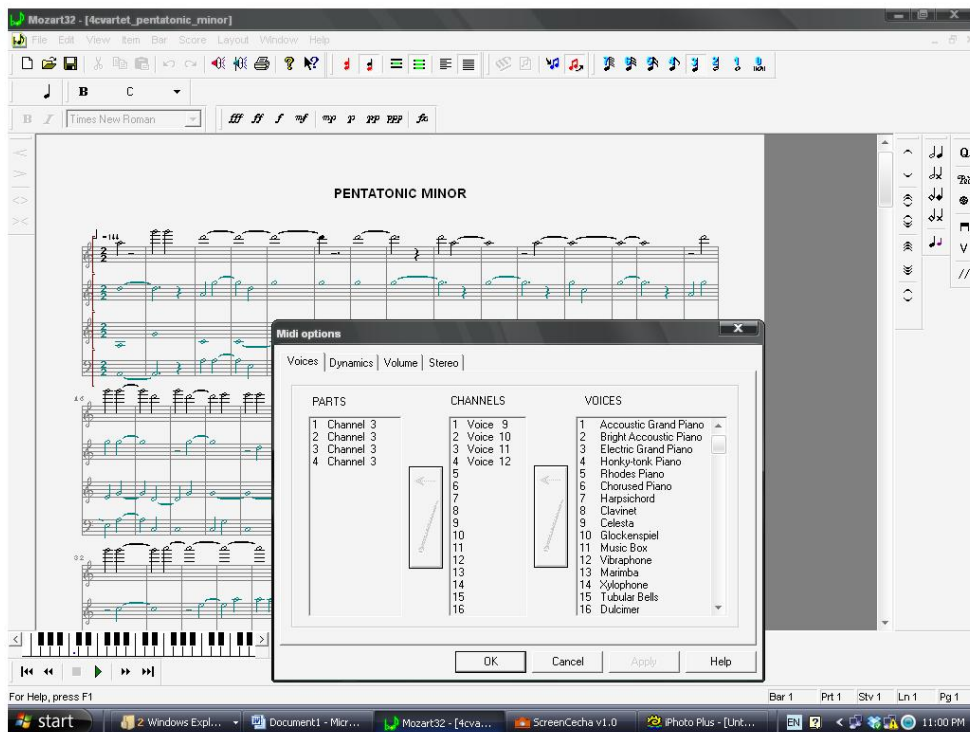 Mozart32 - [4cvartet_pentatonic_minor]
File Edit View Item Bar Score Layout Window Help
B C
B I Times New Roman fff ff f mf mp p pp ppp
PENTATONIC MINOR
=144
Midi options
Voices Dynamics Volume Stereo
PARTS
1 Channel 3
2 Channel 3
3 Channel 3
4 Channel 3
CHANNELS
1 Voice 9
2 Voice 10
3 Voice 11
4 Voice 12
5
6
7
8
9
10
11
12
13
14
15
16
VOICES
1 Accoustic Grand Piano
2 Bright Accoustic Piano
3 Electric Grand Piano
4 Honky-tonk Piano
5 Rhodes Piano
6 Chorused Piano
7 Harpsichord
8 Clavinet
9 Celesta
10 Glockenspiel
11 Music Box
12 Vibraphone
13 Marimba
14 Xylophone
15 Tubular Bells
16 Dulcimer
OK Cancel Apply Help
16
32
For Help, press F1
Bar 1 Prt 1 Stv 1 Ln 1 Pg 1
start 2 Windows Expl... Document1 - Micr... Mozart32 - [4cva... ScreenCecha v1.0 iPhoto Plus - [Unt... EN 11:00 PM